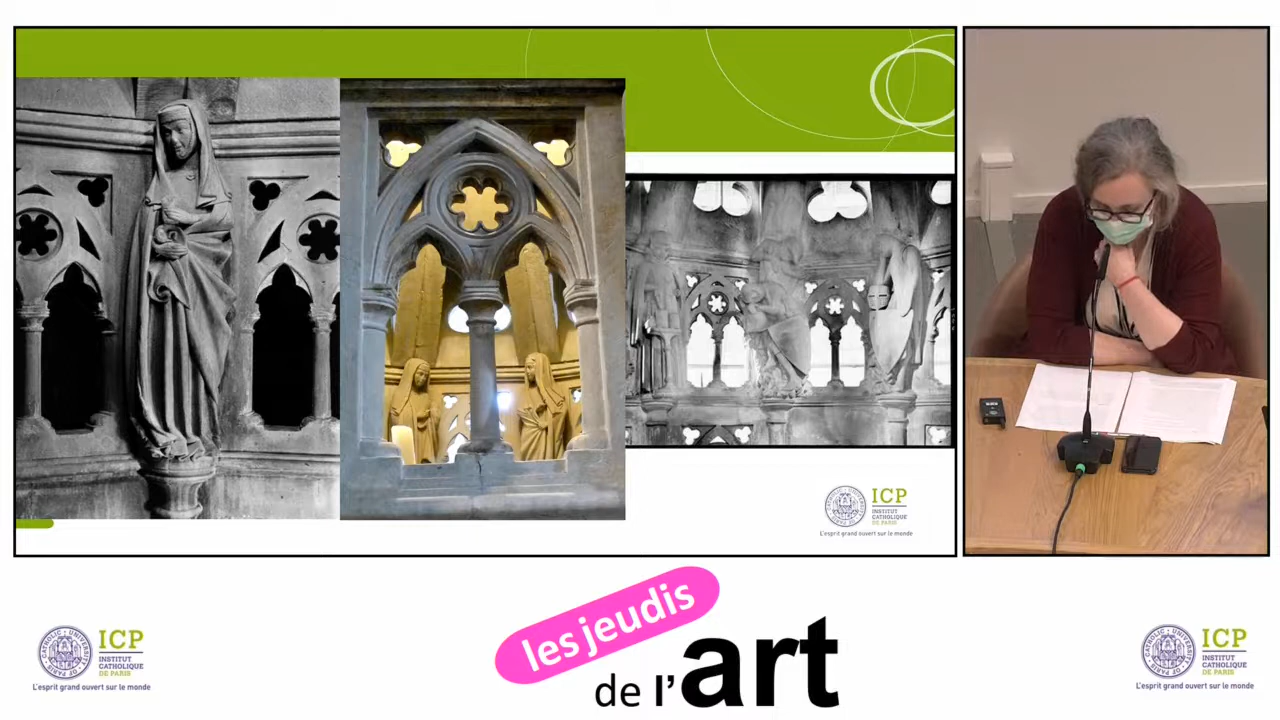 ICP
INSTITUT
CATHOLIQUE
DE PARIS
L'esprit grand ouvert sur le monde
les jeudis
de l'art
ICP
INSTITUT
CATHOLIQUE
DE PARIS
L'esprit grand ouvert sur le monde
ICP
INSTITUT
CATHOLIQUE
DE PARIS
L'esprit grand ouvert sur le monde